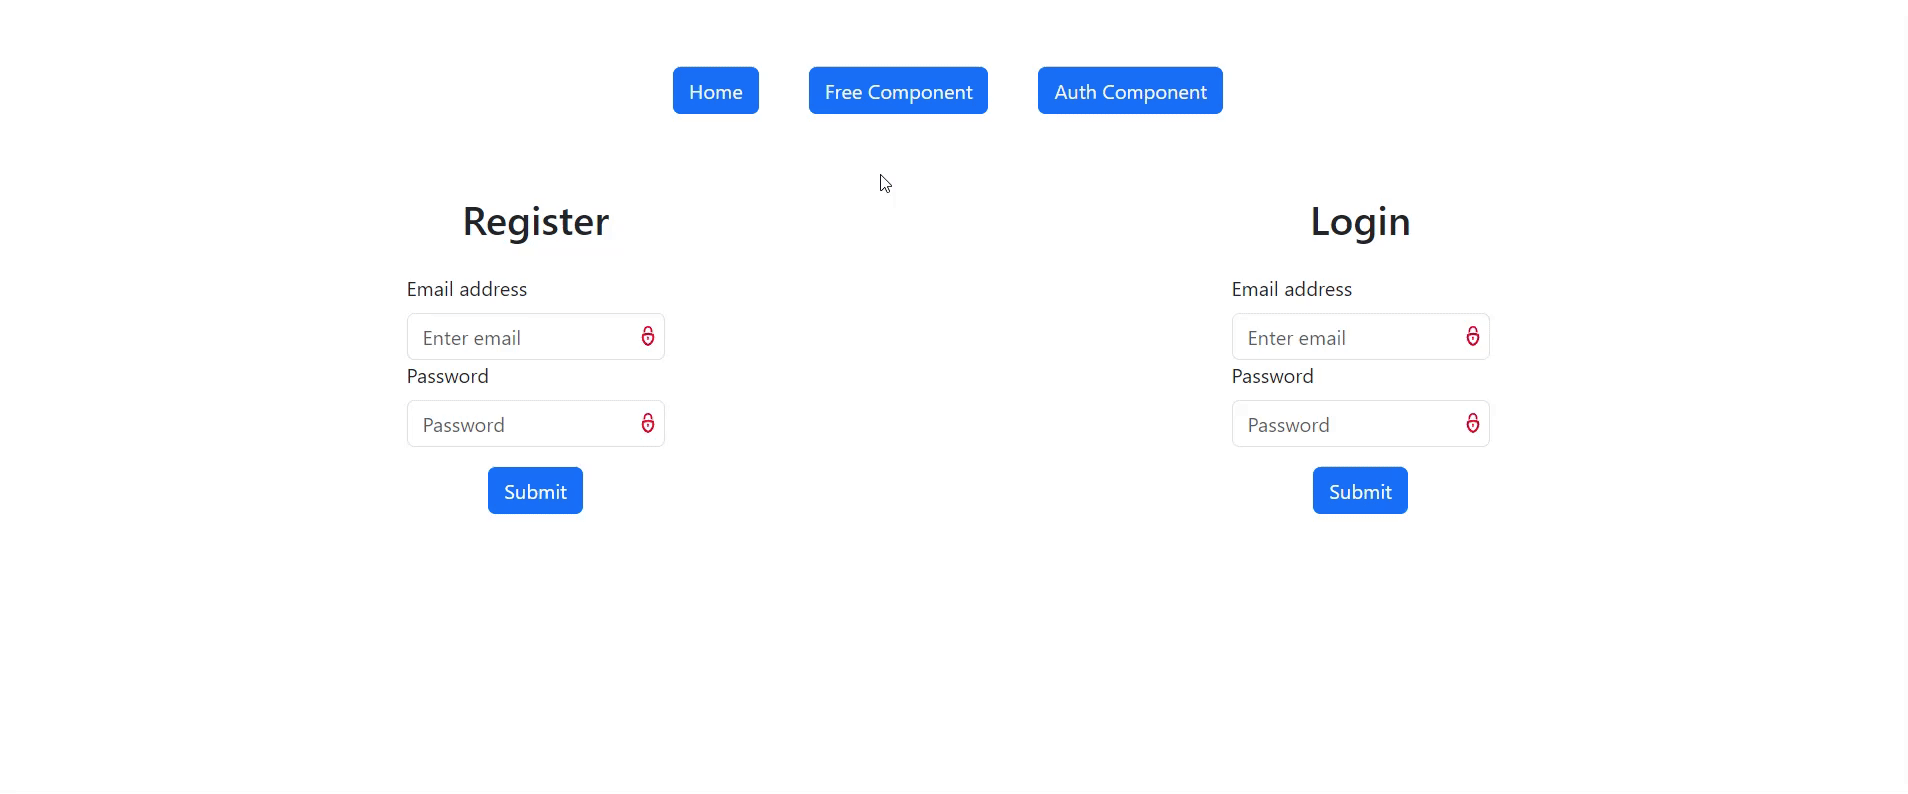 Home Free Component Auth Component
Register
Email address
Enter email
Password
Password
Submit
Login
Email address
Enter email
Password
Password
Submit